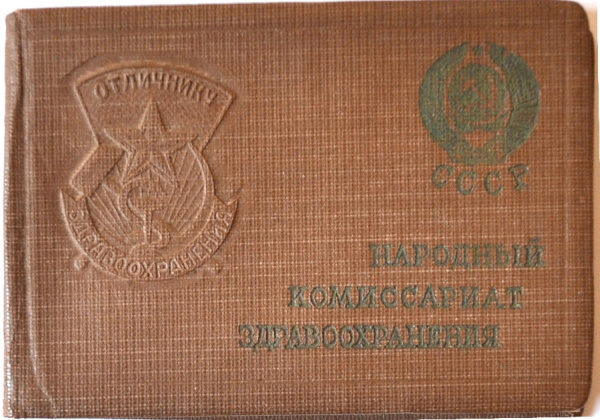 ОТЛИЧНИКУ
ЗДРАВООХРАНЕНИЯ
СССР
НАРОДНЫЙ
КОМИССАРИАТ
ЗДРАВООХРАНЕНИЯ